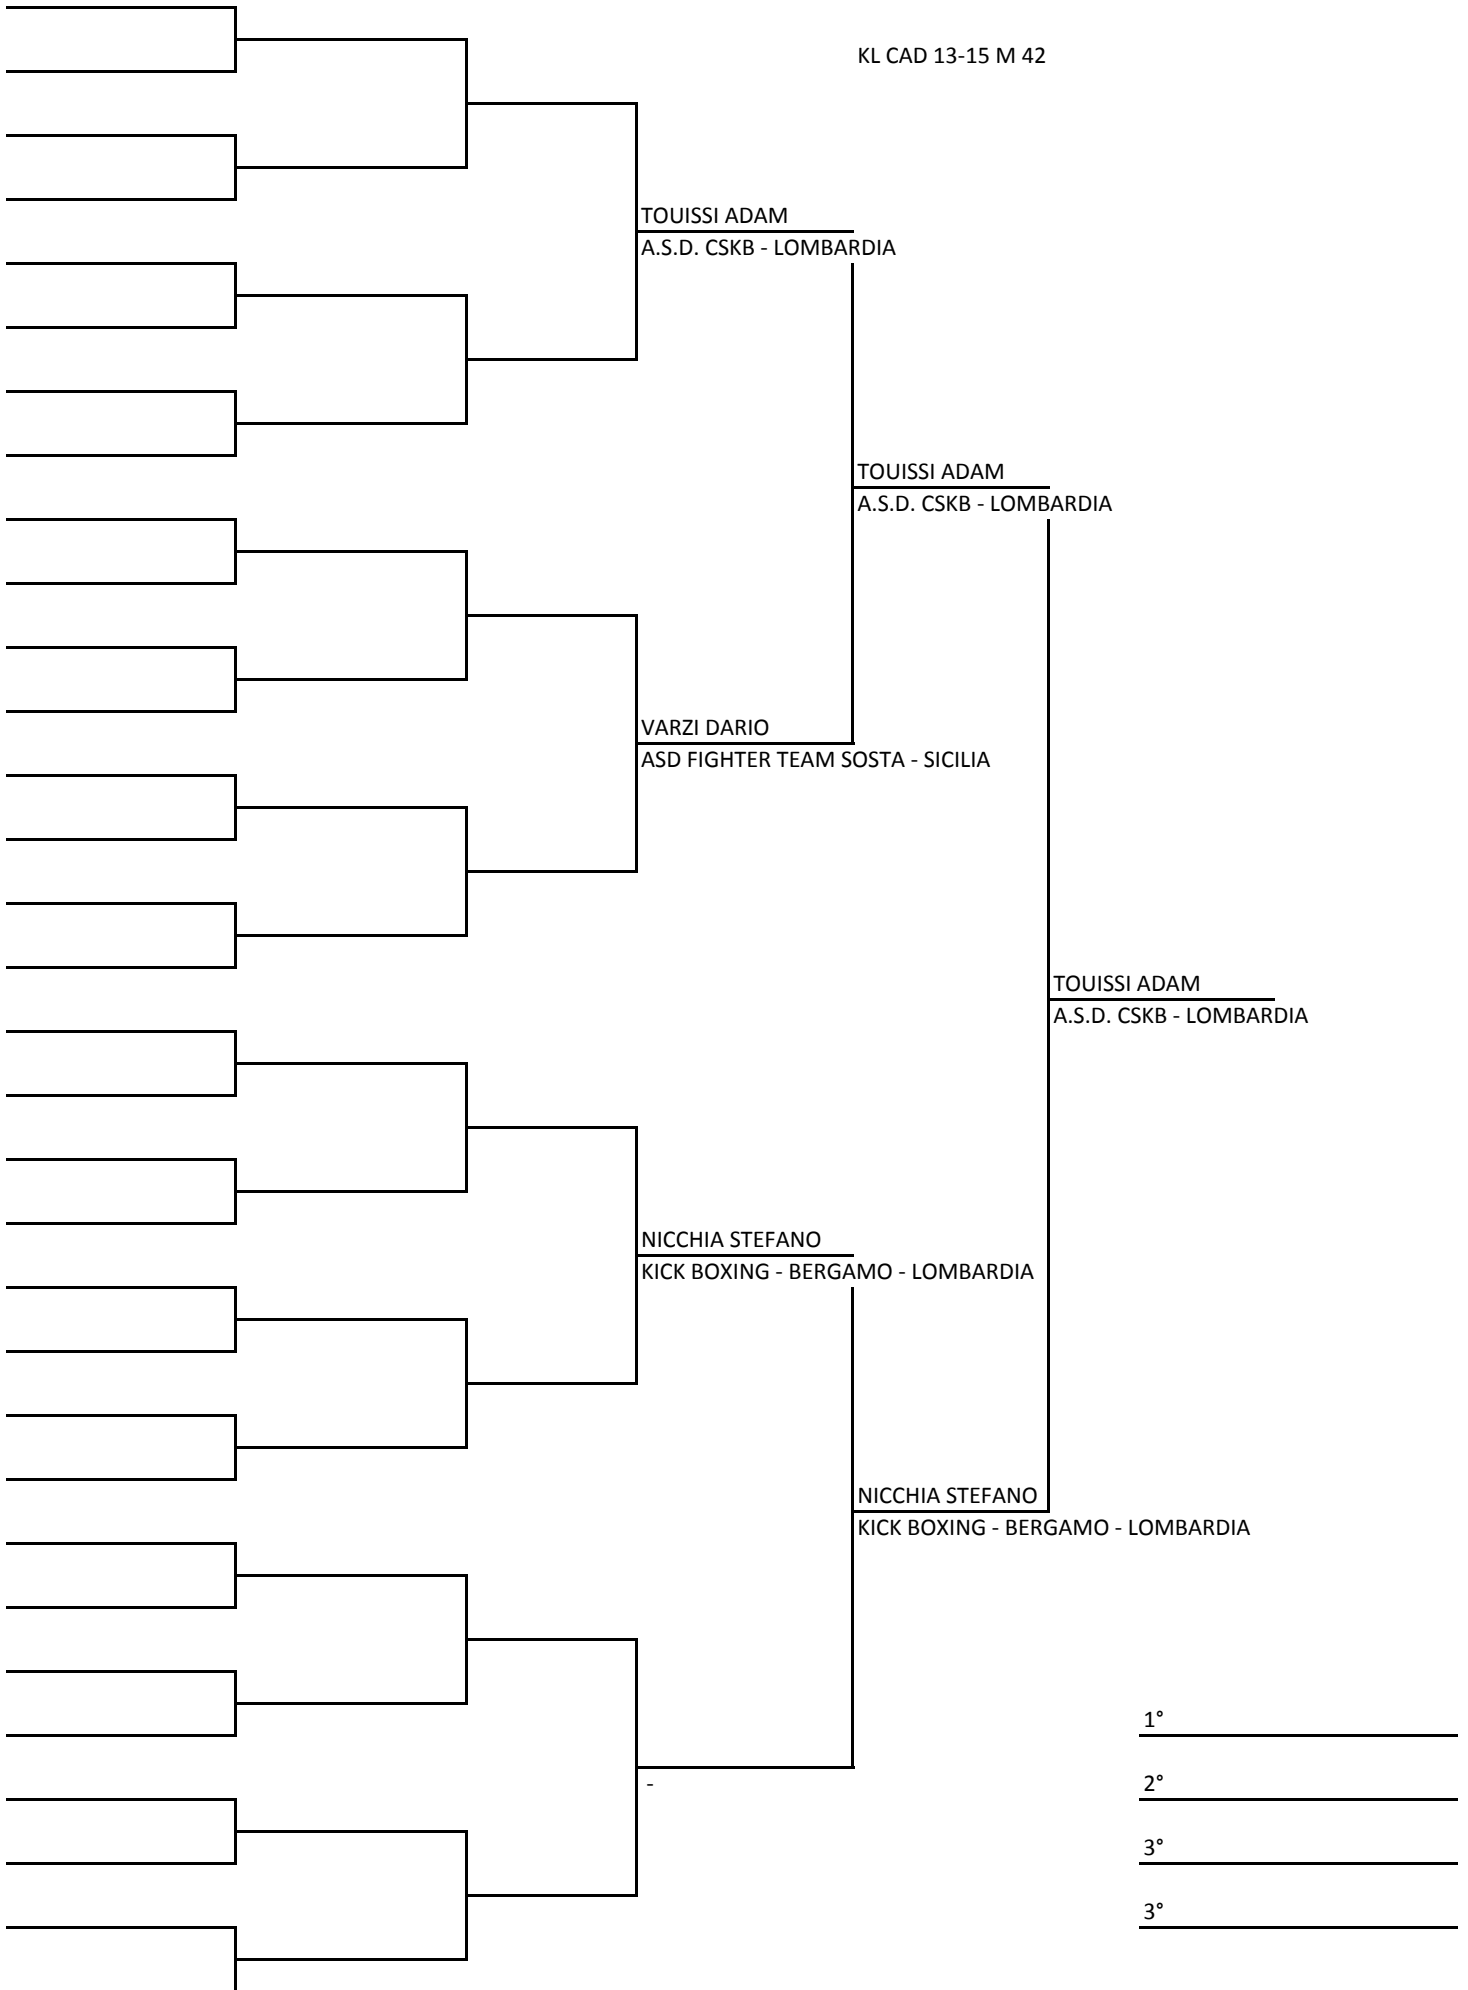 KL CAD 13-15 M 42
TOUISSI ADAM
A.S.D. CSKB - LOMBARDIA
TOUISSI ADAM
A.S.D. CSKB - LOMBARDIA
VARZI DARIO
ASD FIGHTER TEAM SOSTA - SICILIA
TOUISSI ADAM
A.S.D. CSKB - LOMBARDIA
NICCHIA STEFANO
KICK BOXING - BERGAMO - LOMBARDIA
NICCHIA STEFANO
KICK BOXING - BERGAMO - LOMBARDIA
1°
-
2°
3°
3°